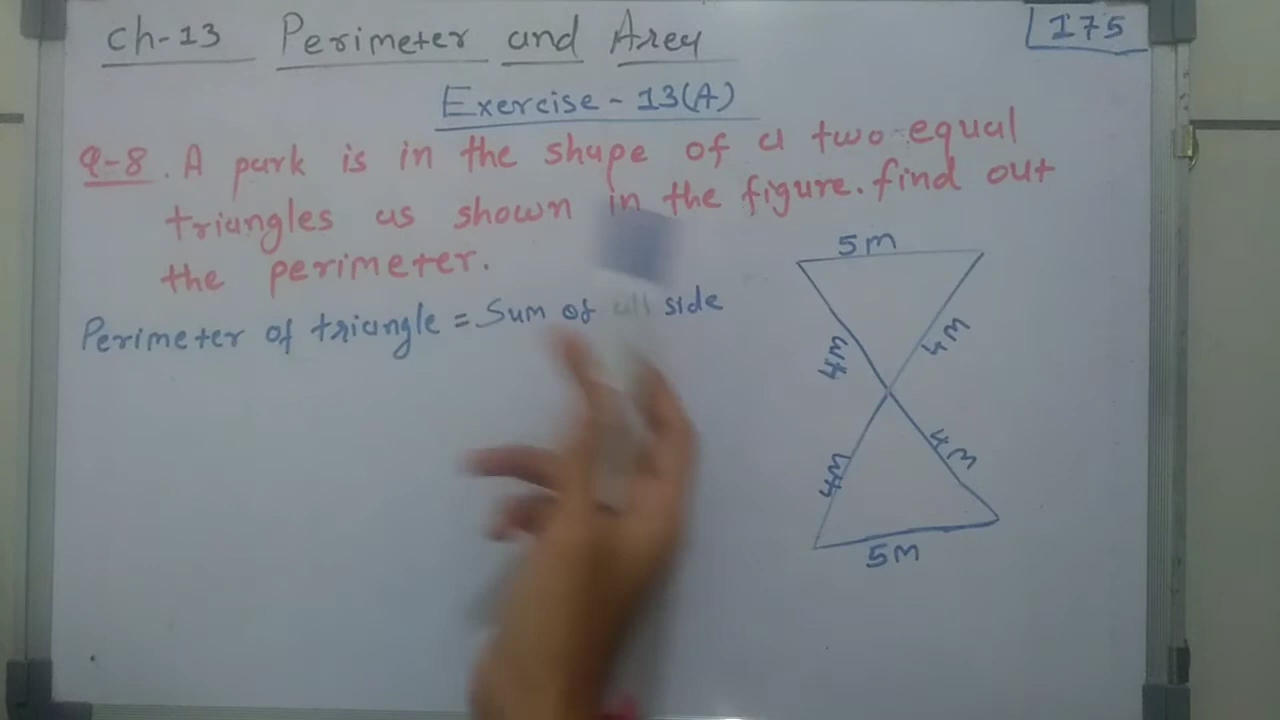 Ch-13 Perimeter and Area
175
Exercise - 13(A)
Q-8. A park is in the shape of a two equal
triangles as shown in the figure. find out
the perimeter.
Perimeter of triangle = Sum of all side
5M
4M
4M
4M
4M
5M